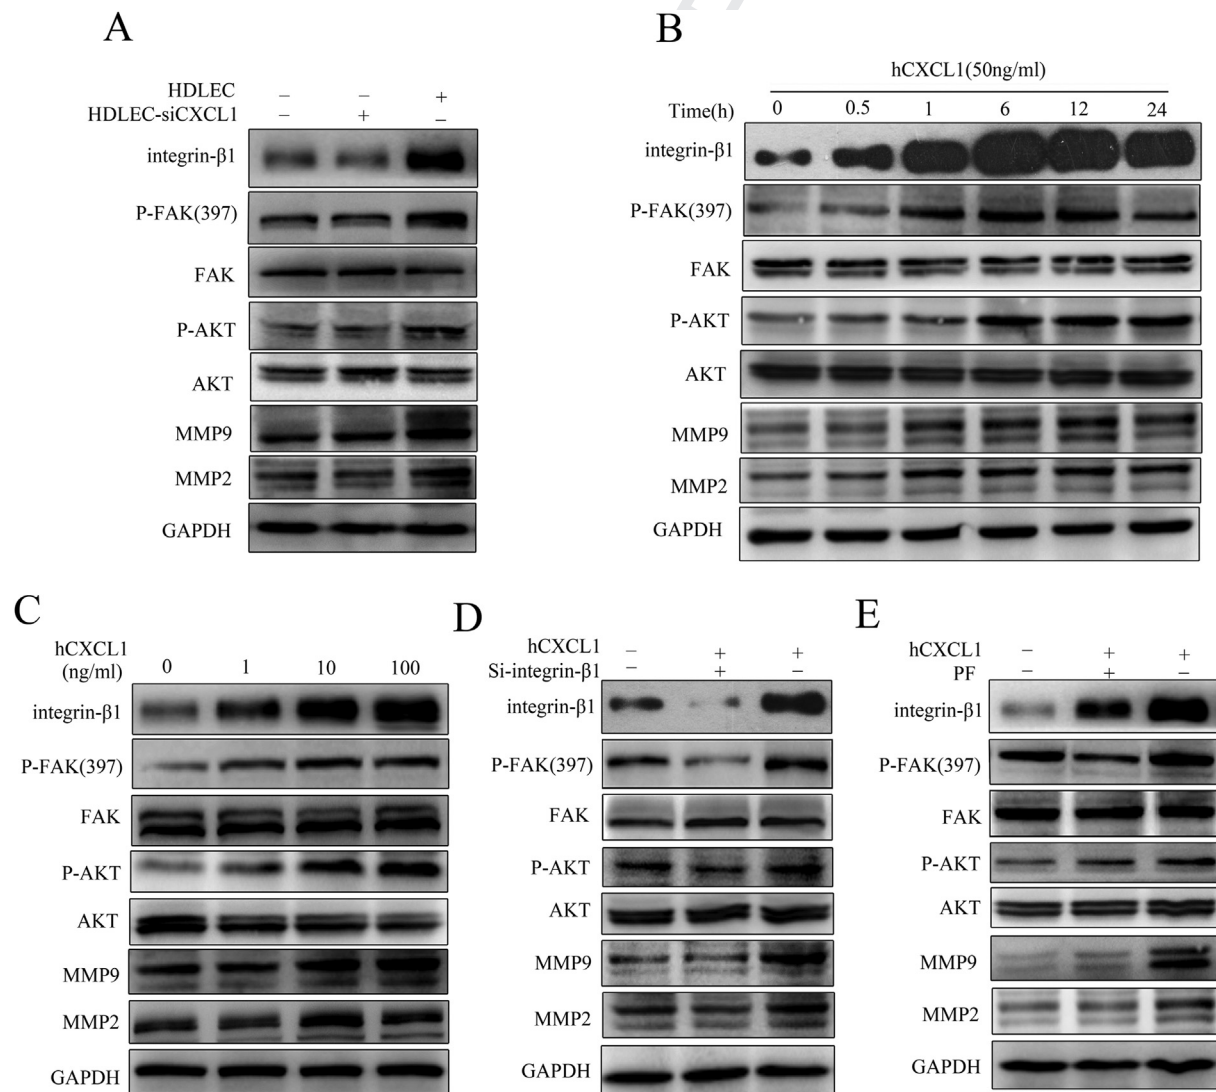 A
HDLEC – – +
HDLEC-siCXCL1 – + –
integrin-β1
P-FAK(397)
FAK
P-AKT
AKT
MMP9
MMP2
GAPDH
B
hCXCL1(50ng/ml)
Time(h) 0 0.5 1 6 12 24
integrin-β1
P-FAK(397)
FAK
P-AKT
AKT
MMP9
MMP2
GAPDH
C
hCXCL1
(ng/ml) 0 1 10 100
integrin-β1
P-FAK(397)
FAK
P-AKT
AKT
MMP9
MMP2
GAPDH
D
hCXCL1 – + +
Si-integrin-β1 – + –
integrin-β1
P-FAK(397)
FAK
P-AKT
AKT
MMP9
MMP2
GAPDH
E
hCXCL1 – + +
PF – + –
integrin-β1
P-FAK(397)
FAK
P-AKT
AKT
MMP9
MMP2
GAPDH